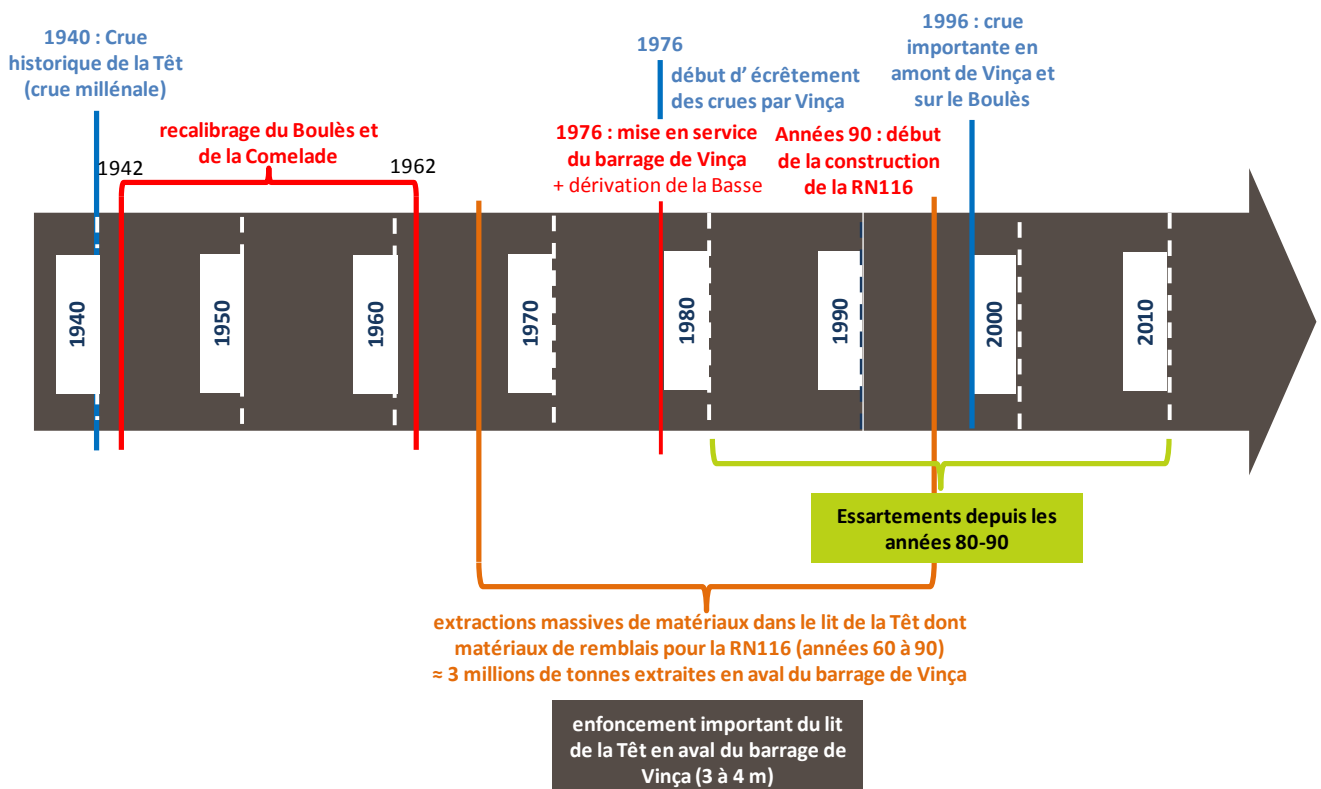 1940 : Crue
historique de la Têt
(crue millénale)
recalibrage du Boulès et
de la Comelade
1942
1962
1976
début d’ écrêtement
des crues par Vinça
1976 : mise en service
du barrage de Vinça
+ dérivation de la Basse
Années 90 : début
de la construction
de la RN116
1996 : crue
importante en
amont de Vinça et
sur le Boulès
1940
1950
1960
1970
1980
1990
2000
2010
Essartements depuis les
années 80-90
extractions massives de matériaux dans le lit de la Têt dont
matériaux de remblais pour la RN116 (années 60 à 90)
≈ 3 millions de tonnes extraites en aval du barrage de Vinça
enfoncement important du lit
de la Têt en aval du barrage de
Vinça (3 à 4 m)